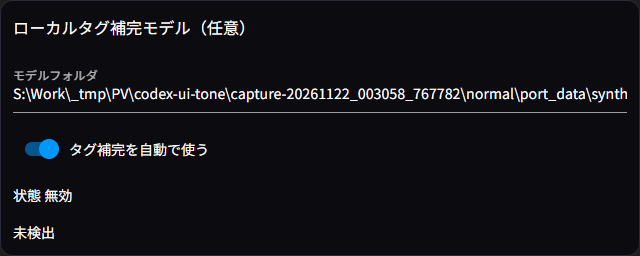 ローカルタグ補完モデル（任意）
モデルフォルダ
S:\Work\_tmp\PV\codex-ui-tone\capture-20261122_003058_767782\normal\port_data\synth
タグ補完を自動で使う
状態 無効
未検出